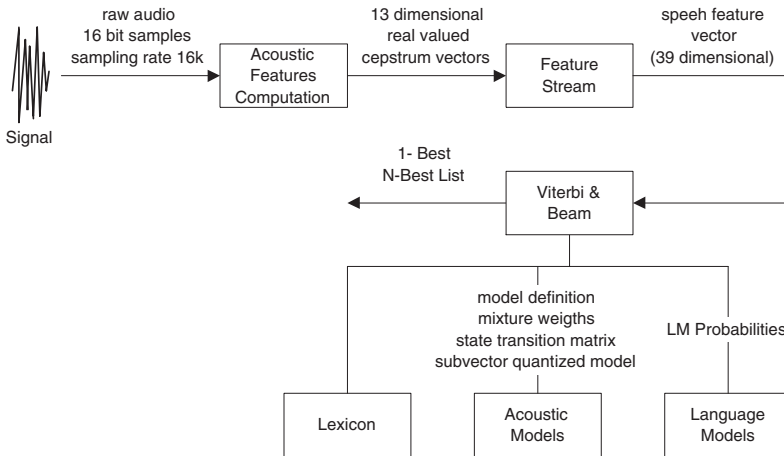 raw audio
16 bit samples
sampling rate 16k
Signal
Acoustic
Features
Computation
13 dimensional
real valued
cepstrum vectors
Feature
Stream
speeh feature
vector
(39 dimensional)
1- Best
N-Best List
Viterbi &
Beam
model definition
mixture weigths
state transition matrix
subvector quantized model
LM Probabilities
Lexicon
Acoustic
Models
Language
Models